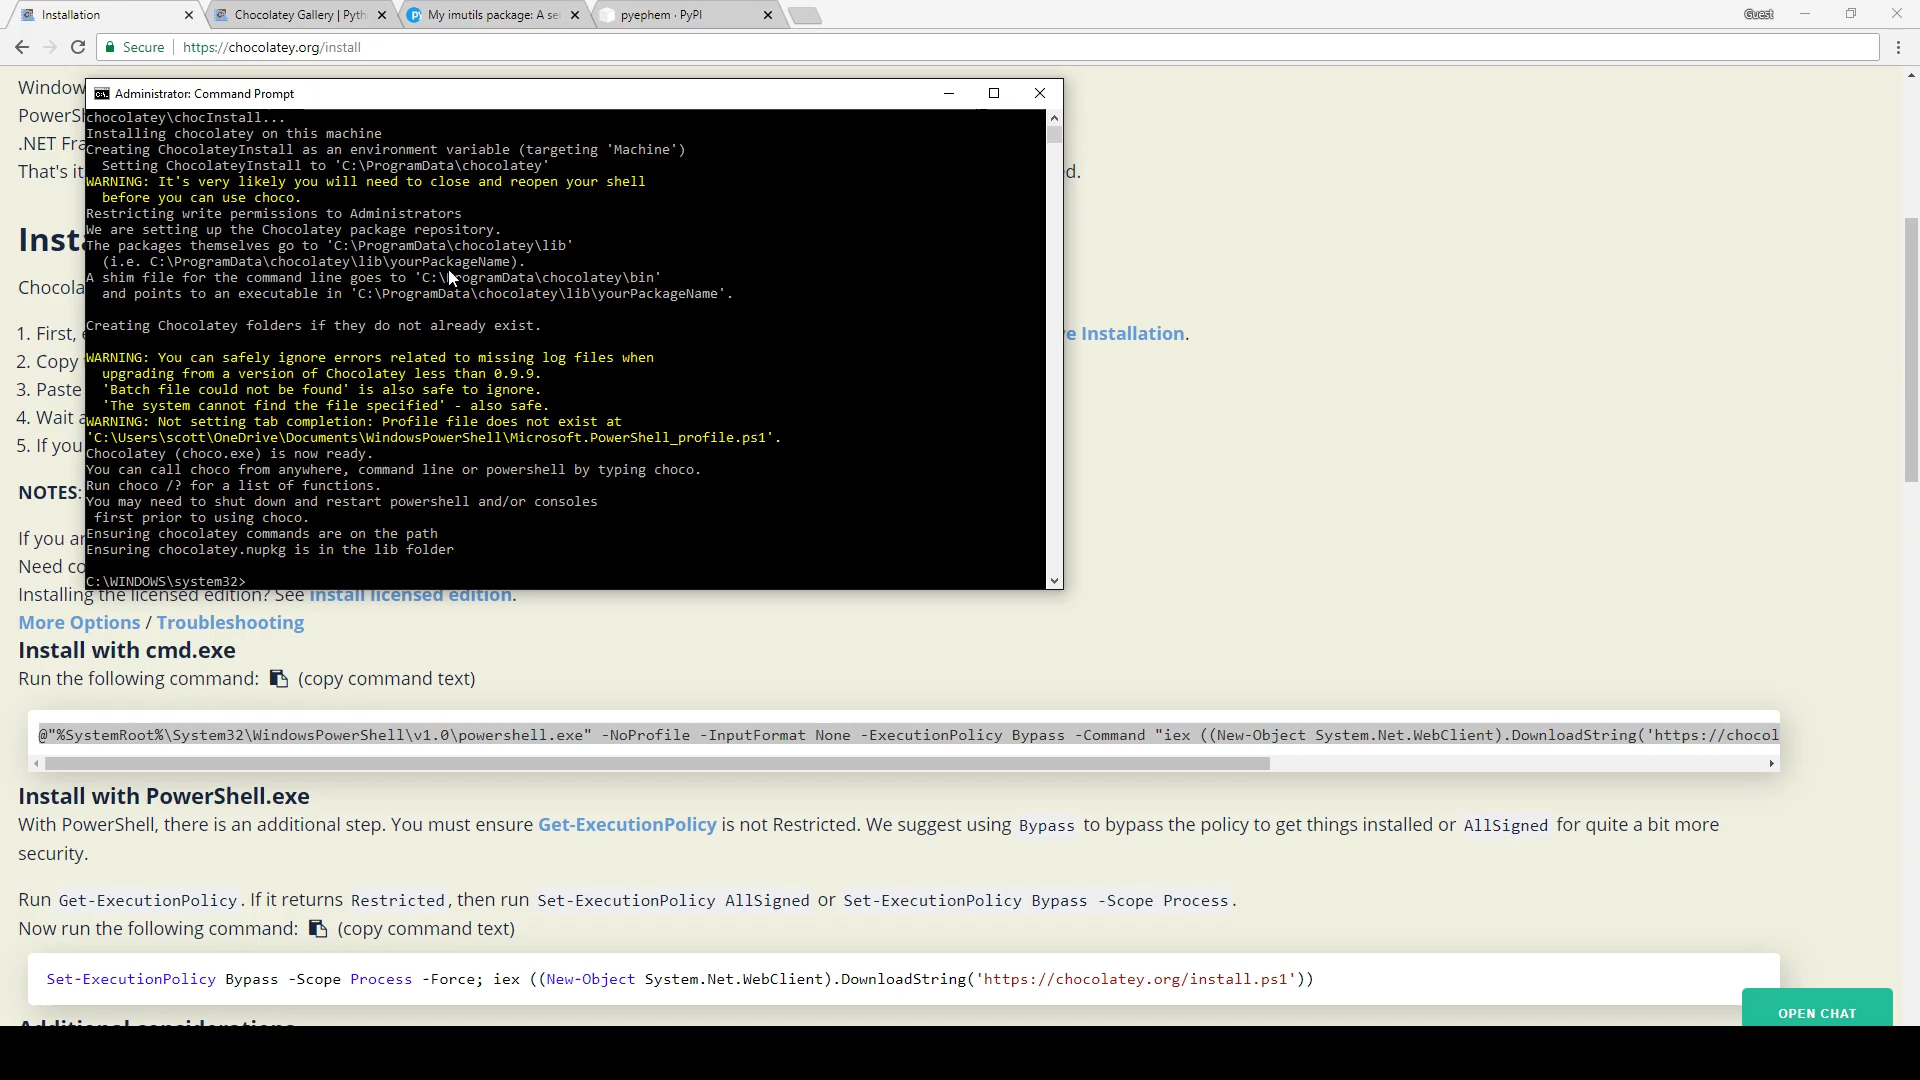 Installation
Chocolatey Gallery | Pyth
My imutils package: A se
pyephem · PyPI
Guest
Secure
https://chocolatey.org/install
Window
PowerSh
.NET Fra
That's it
d.
Administrator: Command Prompt
chocolatey\chocInstall...
Installing chocolatey on this machine
Creating ChocolateyInstall as an environment variable (targeting 'Machine')
Setting ChocolateyInstall to 'C:\ProgramData\chocolatey'
WARNING: It's very likely you will need to close and reopen your shell
before you can use choco.
Restricting write permissions to Administrators
We are setting up the Chocolatey package repository.
The packages themselves go to 'C:\ProgramData\chocolatey\lib'
(i.e. C:\ProgramData\chocolatey\lib\yourPackageName).
A shim file for the command line goes to 'C:\ProgramData\chocolatey\bin'
and points to an executable in 'C:\ProgramData\chocolatey\lib\yourPackageName'.
Creating Chocolatey folders if they do not already exist.
WARNING: You can safely ignore errors related to missing log files when
upgrading from a version of Chocolatey less than 0.9.9.
'Batch file could not be found' is also safe to ignore.
'The system cannot find the file specified' - also safe.
WARNING: Not setting tab completion: Profile file does not exist at
'C:\Users\scott\OneDrive\Documents\WindowsPowerShell\Microsoft.PowerShell_profile.ps1'.
Chocolatey (choco.exe) is now ready.
You can call choco from anywhere, command line or powershell by typing choco.
Run choco /? for a list of functions.
You may need to shut down and restart powershell and/or consoles
first prior to using choco.
Ensuring chocolatey commands are on the path
Ensuring chocolatey.nupkg is in the lib folder
C:\WINDOWS\system32>
Inst
Chocola
1. First, e
ve Installation.
2. Copy
3. Paste
4. Wait a
5. If you
NOTES:
If you ar
Need co
Installing the licensed edition? See install licensed edition.
More Options / Troubleshooting
Install with cmd.exe
Run the following command: (copy command text)
@"%SystemRoot%\System32\WindowsPowerShell\v1.0\powershell.exe" -NoProfile -InputFormat None -ExecutionPolicy Bypass -Command "iex ((New-Object System.Net.WebClient).DownloadString('https://chocol
Install with PowerShell.exe
With PowerShell, there is an additional step. You must ensure Get-ExecutionPolicy is not Restricted. We suggest using Bypass to bypass the policy to get things installed or AllSigned for quite a bit more
security.
Run Get-ExecutionPolicy. If it returns Restricted, then run Set-ExecutionPolicy AllSigned or Set-ExecutionPolicy Bypass -Scope Process.
Now run the following command: (copy command text)
Set-ExecutionPolicy Bypass -Scope Process -Force; iex ((New-Object System.Net.WebClient).DownloadString('https://chocolatey.org/install.ps1'))
OPEN CHAT
Additional considerations